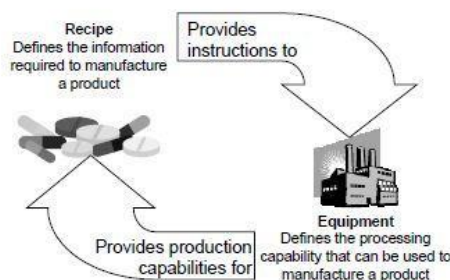 Recipe
Defines the information
required to manufacture
a product
Provides
instructions to
Equipment
Defines the processing
capability that can be used to
manufacture a product
Provides production
capabilities for